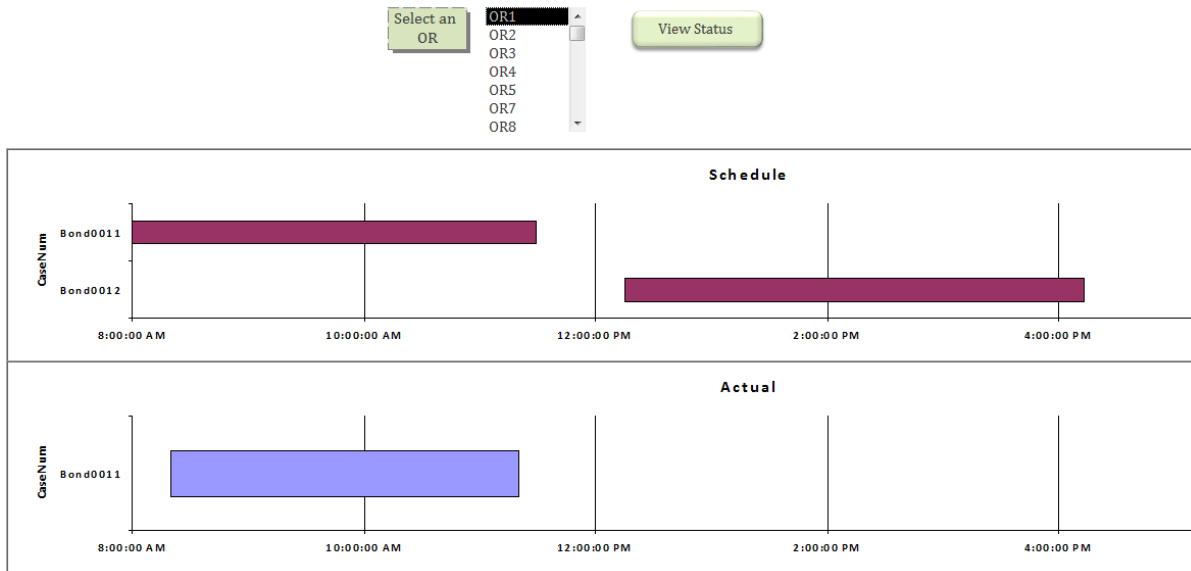 Select an
OR
OR1
OR2
OR3
OR4
OR5
OR7
OR8
View Status
Schedule
CaseNum
Bond0011
Bond0012
8:00:00 AM 10:00:00 AM 12:00:00 PM 2:00:00 PM 4:00:00 PM
Actual
CaseNum
Bond0011
8:00:00 AM 10:00:00 AM 12:00:00 PM 2:00:00 PM 4:00:00 PM